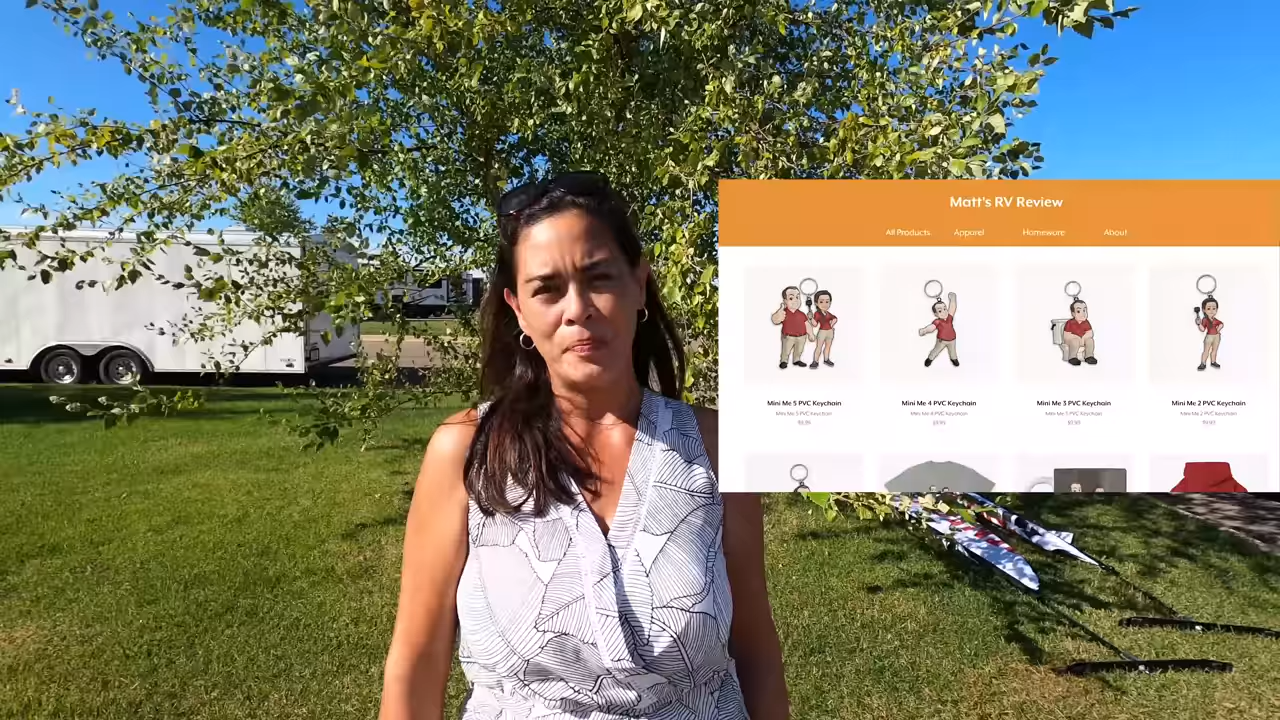 Matt's RV Review
All Products Apparel Homeware About
Mini Me 5 PVC Keychain Mini Me 4 PVC Keychain Mini Me 3 PVC Keychain Mini Me 2 PVC Keychain